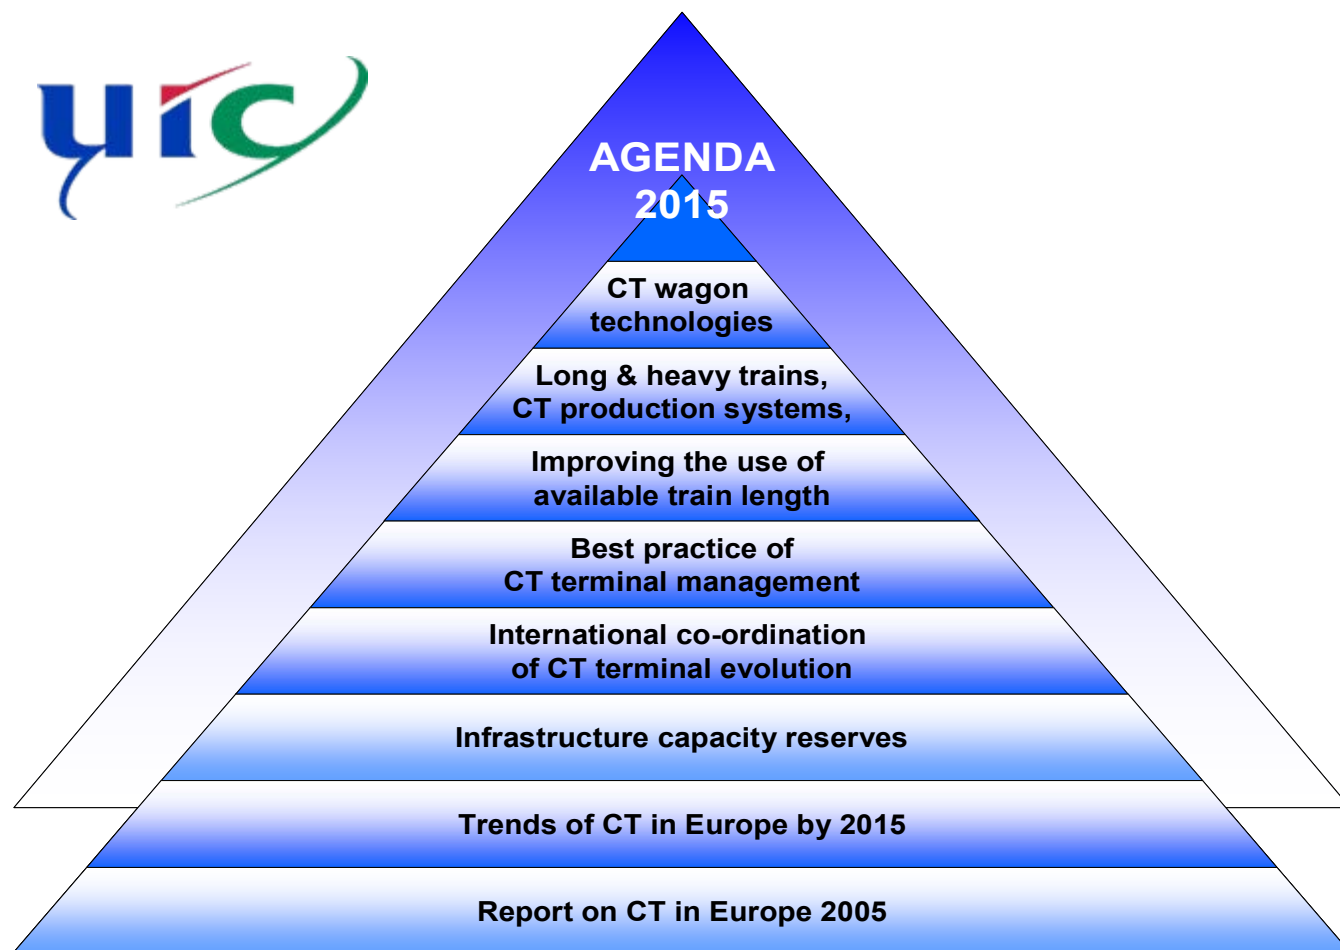 uic
AGENDA
2015
CT wagon
technologies
Long & heavy trains,
CT production systems,
Improving the use of
available train length
Best practice of
CT terminal management
International co-ordination
of CT terminal evolution
Infrastructure capacity reserves
Trends of CT in Europe by 2015
Report on CT in Europe 2005